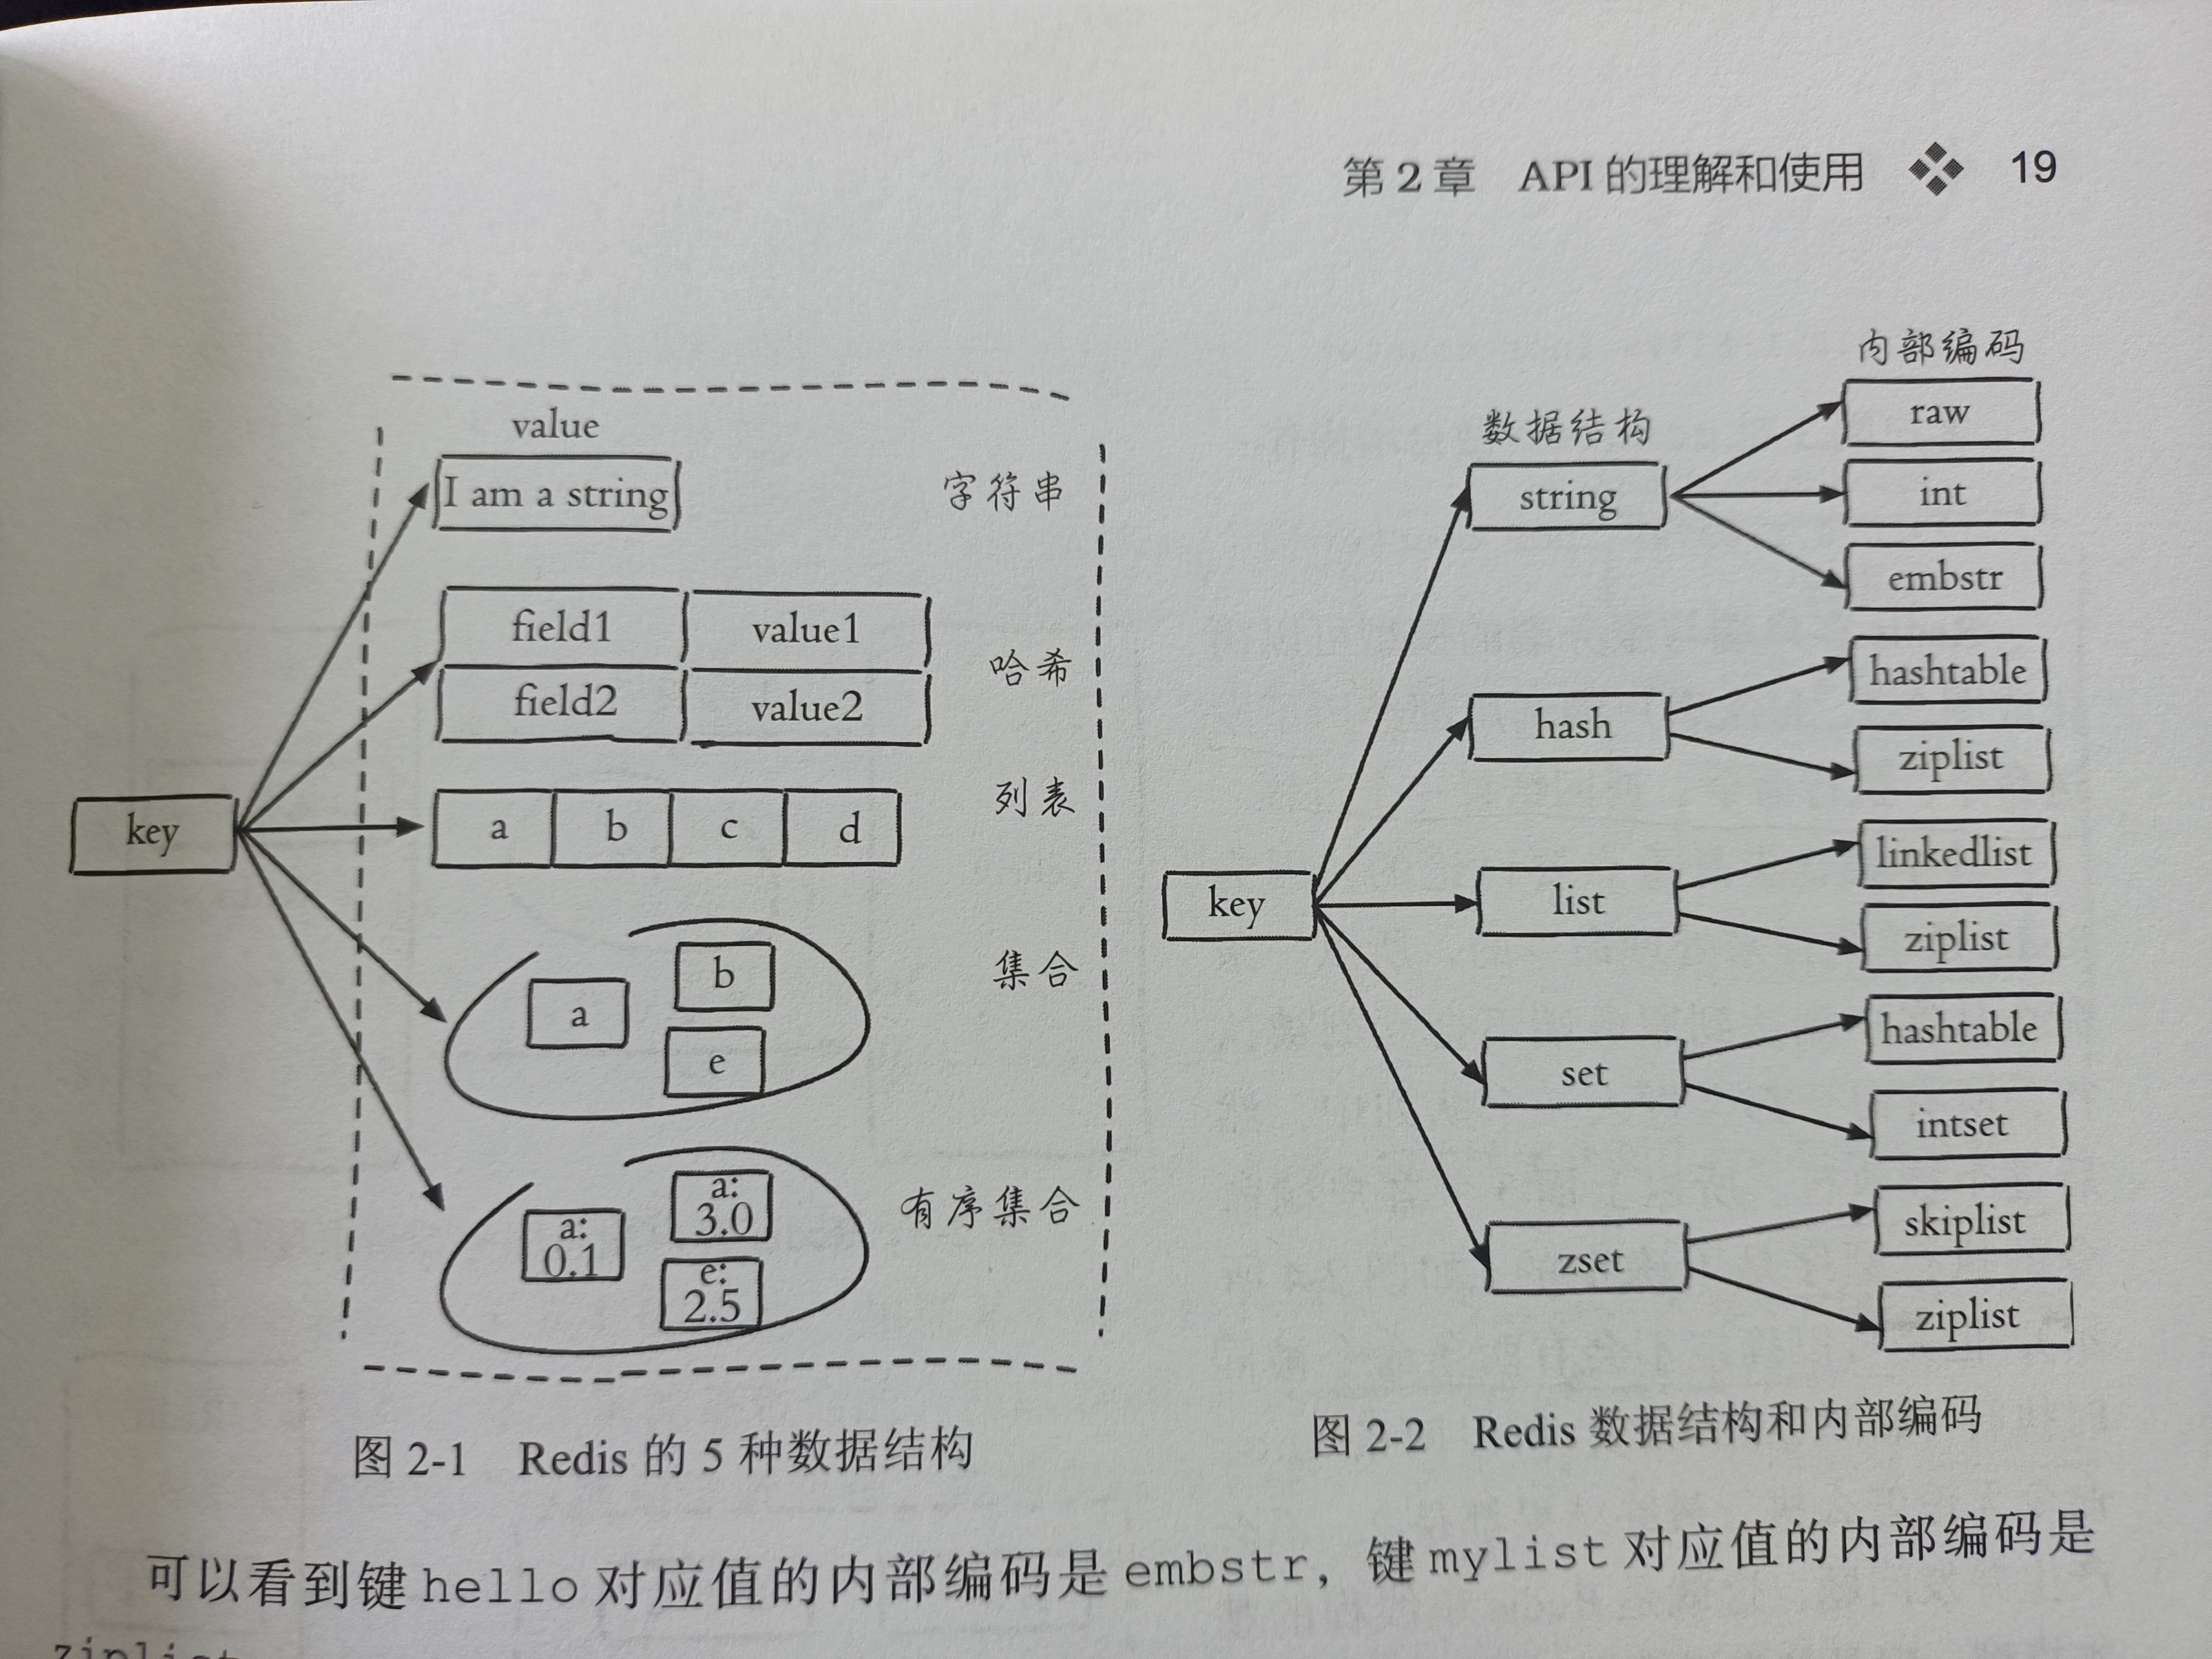 第 2 章 API 的理解和使用 ❖ 19
value
I am a string
字符串
field1 value1
field2 value2
哈希
列表
key
a b c d
集合
a
b
e
有序集合
a:
0.1
a:
3.0
e:
2.5
图 2-1 Redis 的 5 种数据结构
数据结构
内部编码
key
string
raw
int
embstr
hash
hashtable
ziplist
list
linkedlist
ziplist
set
hashtable
intset
zset
skiplist
ziplist
图 2-2 Redis 数据结构和内部编码
可以看到键 hello 对应值的内部编码是 embstr，键 mylist 对应值的内部编码是
ziplist